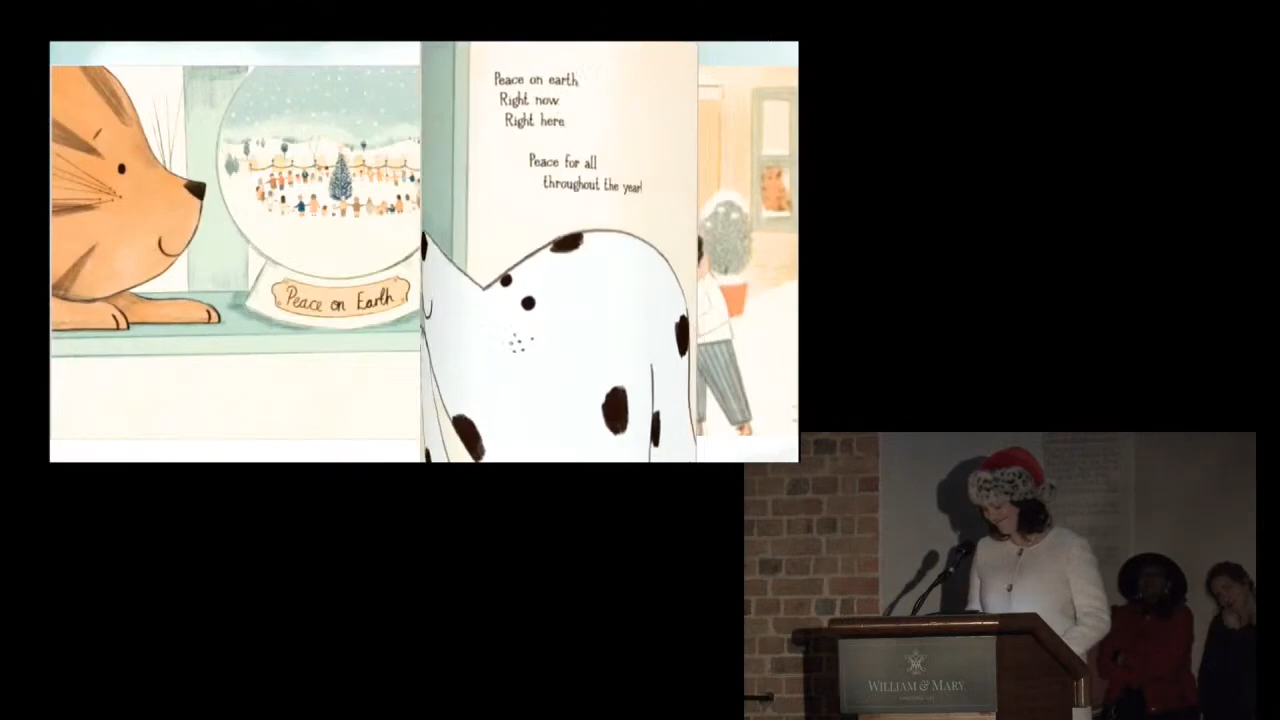 Peace on earth
Right now
Right here
Peace for all
throughout the year!
Peace on Earth
WILLIAM & MARY